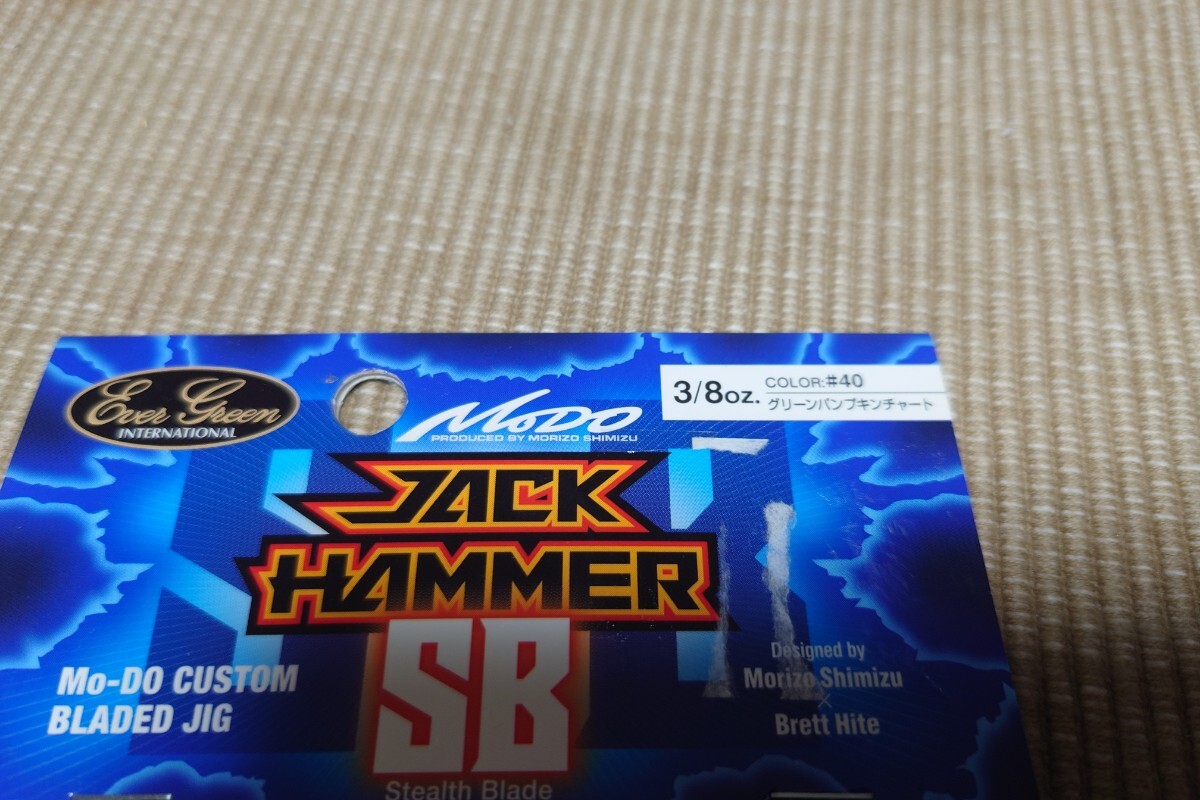 Ever Green
INTERNATIONAL
MoDO
PRODUCED BY MORIZO SHIMIZU
3/8oz.
COLOR:#40
グリーンパンプキンチャート
JACK
HAMMER
SB
Stealth Blade
Mo-DO CUSTOM
BLADED JIG
Designed by
Morizo Shimizu
×
Brett Hite